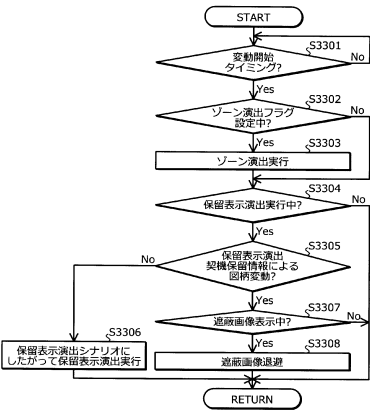 START
S3301
変動開始
タイミング?
No
Yes
S3302
ゾーン演出フラグ
設定中?
No
Yes
S3303
ゾーン演出実行
S3304
保留表示演出実行中?
No
Yes
S3305
保留表示演出
契機保留情報による
図柄変動?
No
Yes
S3307
遮蔽画像表示中?
No
Yes
S3306
保留表示演出シナリオに
したがって保留表示演出実行
S3308
遮蔽画像退避
RETURN